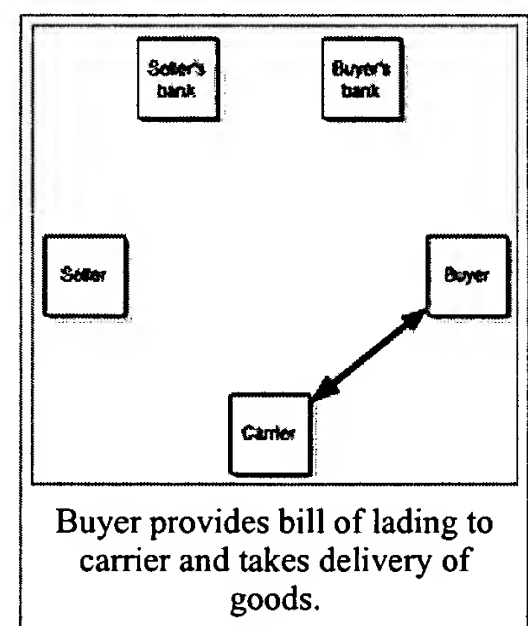 Seller's
bank
Buyer's
bank
Seller
Buyer
Carrier
Buyer provides bill of lading to
carrier and takes delivery of
goods.